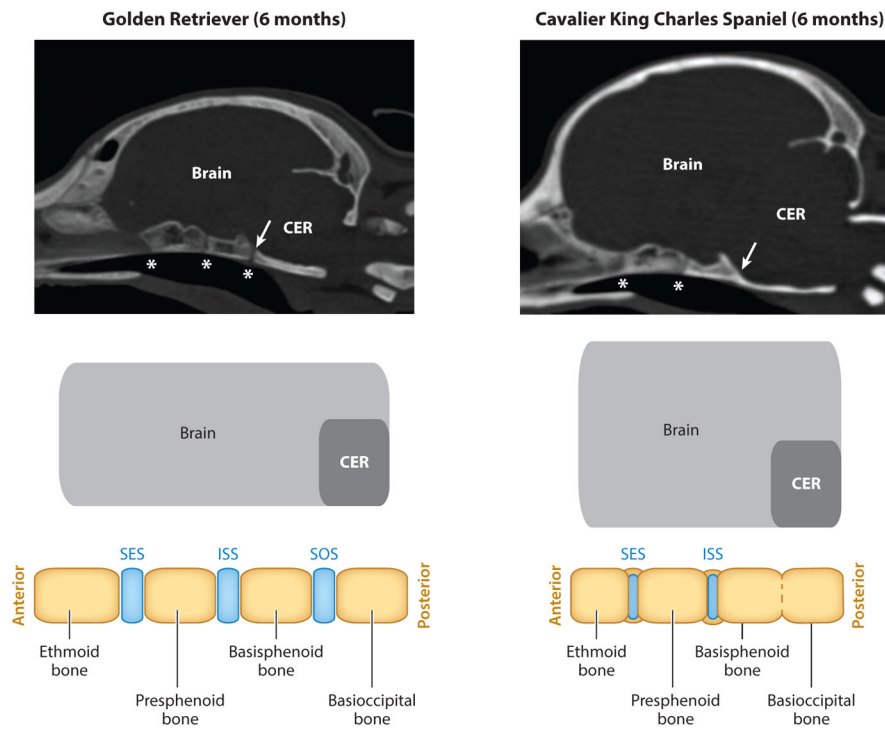 Golden Retriever (6 months)
Brain
CER
*
*
*
Brain
CER
SES
ISS
SOS
Anterior
Posterior
Ethmoid
bone
Presphenoid
bone
Basisphenoid
bone
Basioccipital
bone
Cavalier King Charles Spaniel (6 months)
Brain
CER
*
*
Brain
CER
SES
ISS
Anterior
Posterior
Ethmoid
bone
Presphenoid
bone
Basisphenoid
bone
Basioccipital
bone